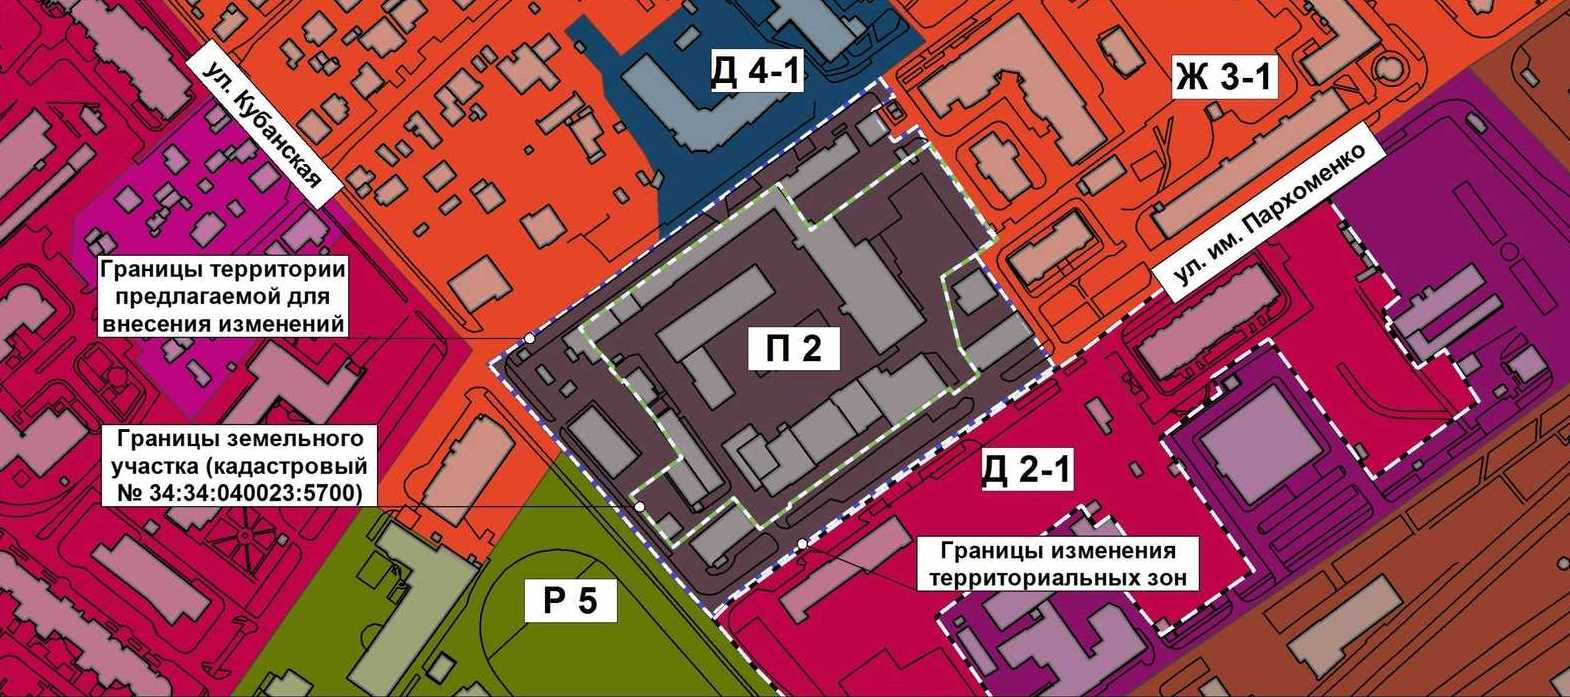 Д 4-1
Ж 3-1
ул. Кубанская
ул. им. Пархоменко
Границы территории
предлагаемой для
внесения изменений
П 2
Границы земельного
участка (кадастровый
№ 34:34:040023:5700)
Д 2-1
Границы изменения
территориальных зон
Р 5